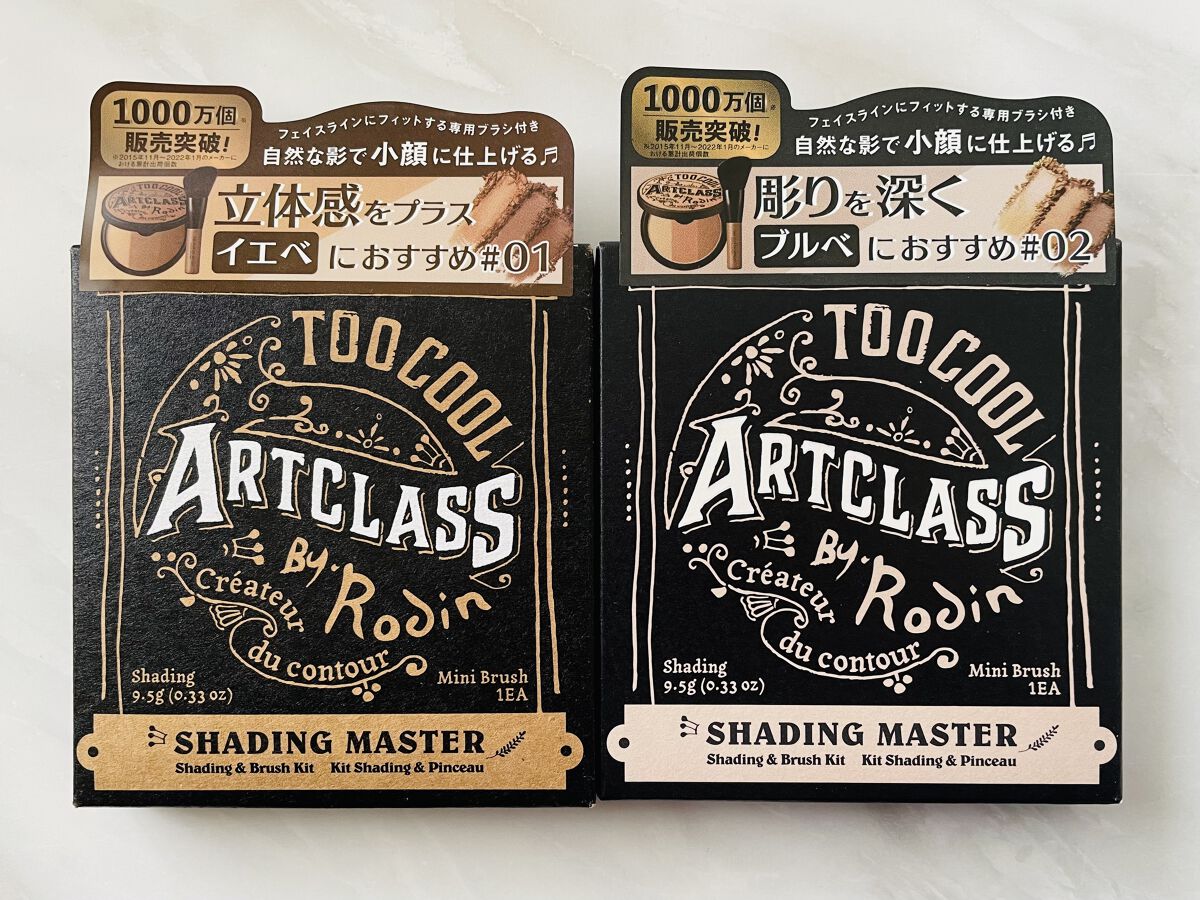 1000万個※
販売突破!
※2015年11月~2022年1月のメーカーに
おける累計出荷個数
フェイスラインにフィットする専用ブラシ付き
自然な影で小顔に仕上げる♬
立体感をプラス
イエベにおすすめ#01
TOO COOL
ARTCLASS
By Rodin
Créateur
du contour
Shading
9.5g (0.33 oz)
Mini Brush
1EA
SHADING MASTER
Shading & Brush Kit Kit Shading & Pinceau
1000万個※
販売突破!
※2015年11月~2022年1月のメーカーに
おける累計出荷個数
フェイスラインにフィットする専用ブラシ付き
自然な影で小顔に仕上げる♬
彫りを深く
ブルベにおすすめ#02
TOO COOL
ARTCLASS
By Rodin
Créateur
du contour
Shading
9.5g (0.33 oz)
Mini Brush
1EA
SHADING MASTER
Shading & Brush Kit Kit Shading & Pinceau